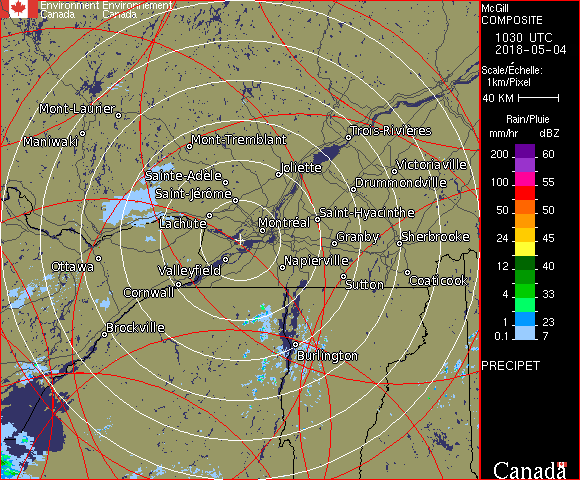 Environment Environnement
Canada Canada
McGill
COMPOSITE
1030 UTC
2018-05-04
Scale/Échelle:
1km/Pixel
40 KM
Rain/Pluie
mm/hr dBZ
200 60
150 57
100 55
50 50
24 45
12 40
4 33
1 23
0.1 7
PRECIPET
Canada
Mont-Laurier
Maniwaki
Mont-Tremblant
Trois-Rivières
Sainte-Adèle
Joliette
Victoriaville
Saint-Jérôme
Drummondville
Lachute
Montréal
Saint-Hyacinthe
Granby
Sherbrooke
Ottawa
Valleyfield
Napierville
Cornwall
Sutton
Coaticook
Brockville
Burlington